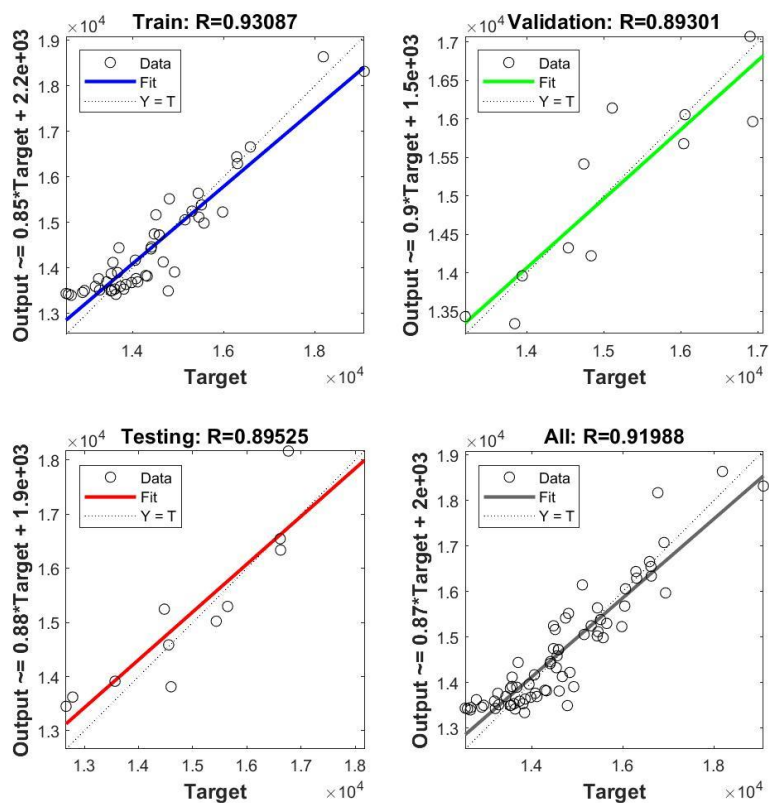 Train: R=0.93087
×10⁴
Output ~= 0.85*Target + 2.2e+03
1.9
1.8
1.7
1.6
1.5
1.4
1.3
Data
Fit
Y = T
1.4
1.6
1.8
Target
×10⁴
Validation: R=0.89301
×10⁴
Output ~= 0.9*Target + 1.5e+03
1.7
1.65
1.6
1.55
1.5
1.45
1.4
1.35
Data
Fit
Y = T
1.4
1.5
1.6
1.7
Target
×10⁴
Testing: R=0.89525
×10⁴
Output ~= 0.88*Target + 1.9e+03
1.8
1.7
1.6
1.5
1.4
1.3
Data
Fit
Y = T
1.3
1.4
1.5
1.6
1.7
1.8
Target
×10⁴
All: R=0.91988
×10⁴
Output ~= 0.87*Target + 2e+03
1.9
1.8
1.7
1.6
1.5
1.4
1.3
Data
Fit
Y = T
1.4
1.6
1.8
Target
×10⁴